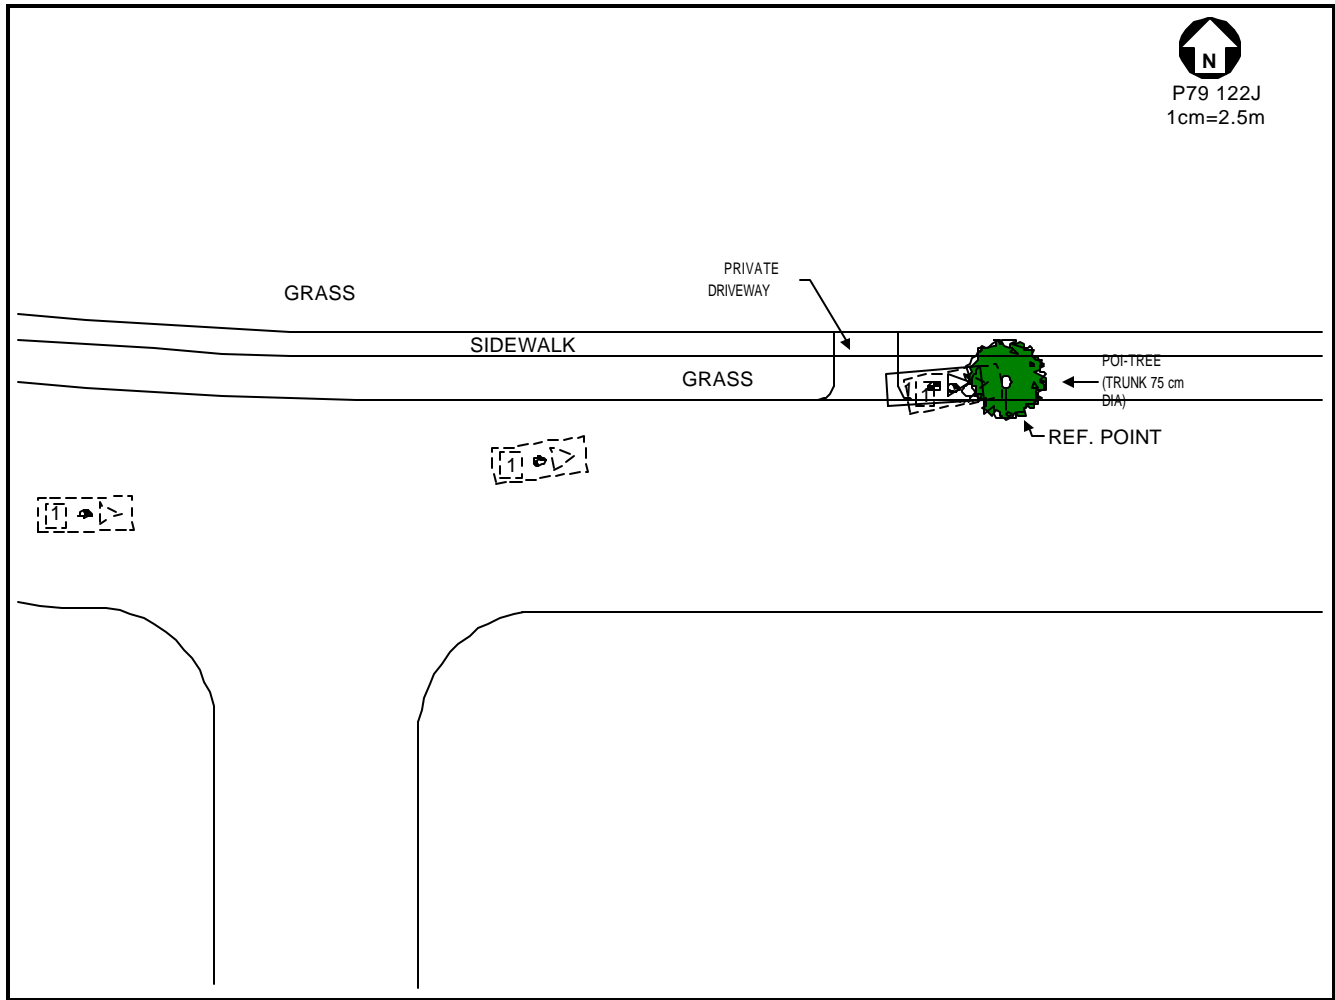 N
P79 122J
1cm=2.5m
PRIVATE
DRIVEWAY
GRASS
SIDEWALK
GRASS
POI-TREE
(TRUNK 75 cm
DIA)
1
REF. POINT
1
1